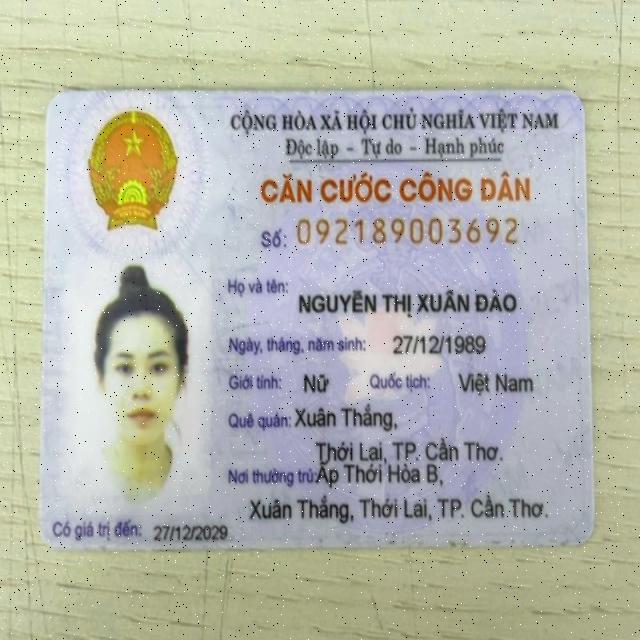 CỘNG HÒA XÃ HỘI CHỦ NGHĨA VIỆT NAM
Độc lập - Tự do - Hạnh phúc
CĂN CƯỚC CÔNG DÂN
Số: 092189003692
Họ và tên:
NGUYỄN THỊ XUÂN ĐÀO
Ngày, tháng, năm sinh: 27/12/1989
Giới tính: Nữ Quốc tịch: Việt Nam
Quê quán: Xuân Thắng,
Thới Lai, TP. Cần Thơ.
Nơi thường trú: Ấp Thới Hòa B,
Xuân Thắng, Thới Lai, TP. Cần Thơ.
Có giá trị đến: 27/12/2029